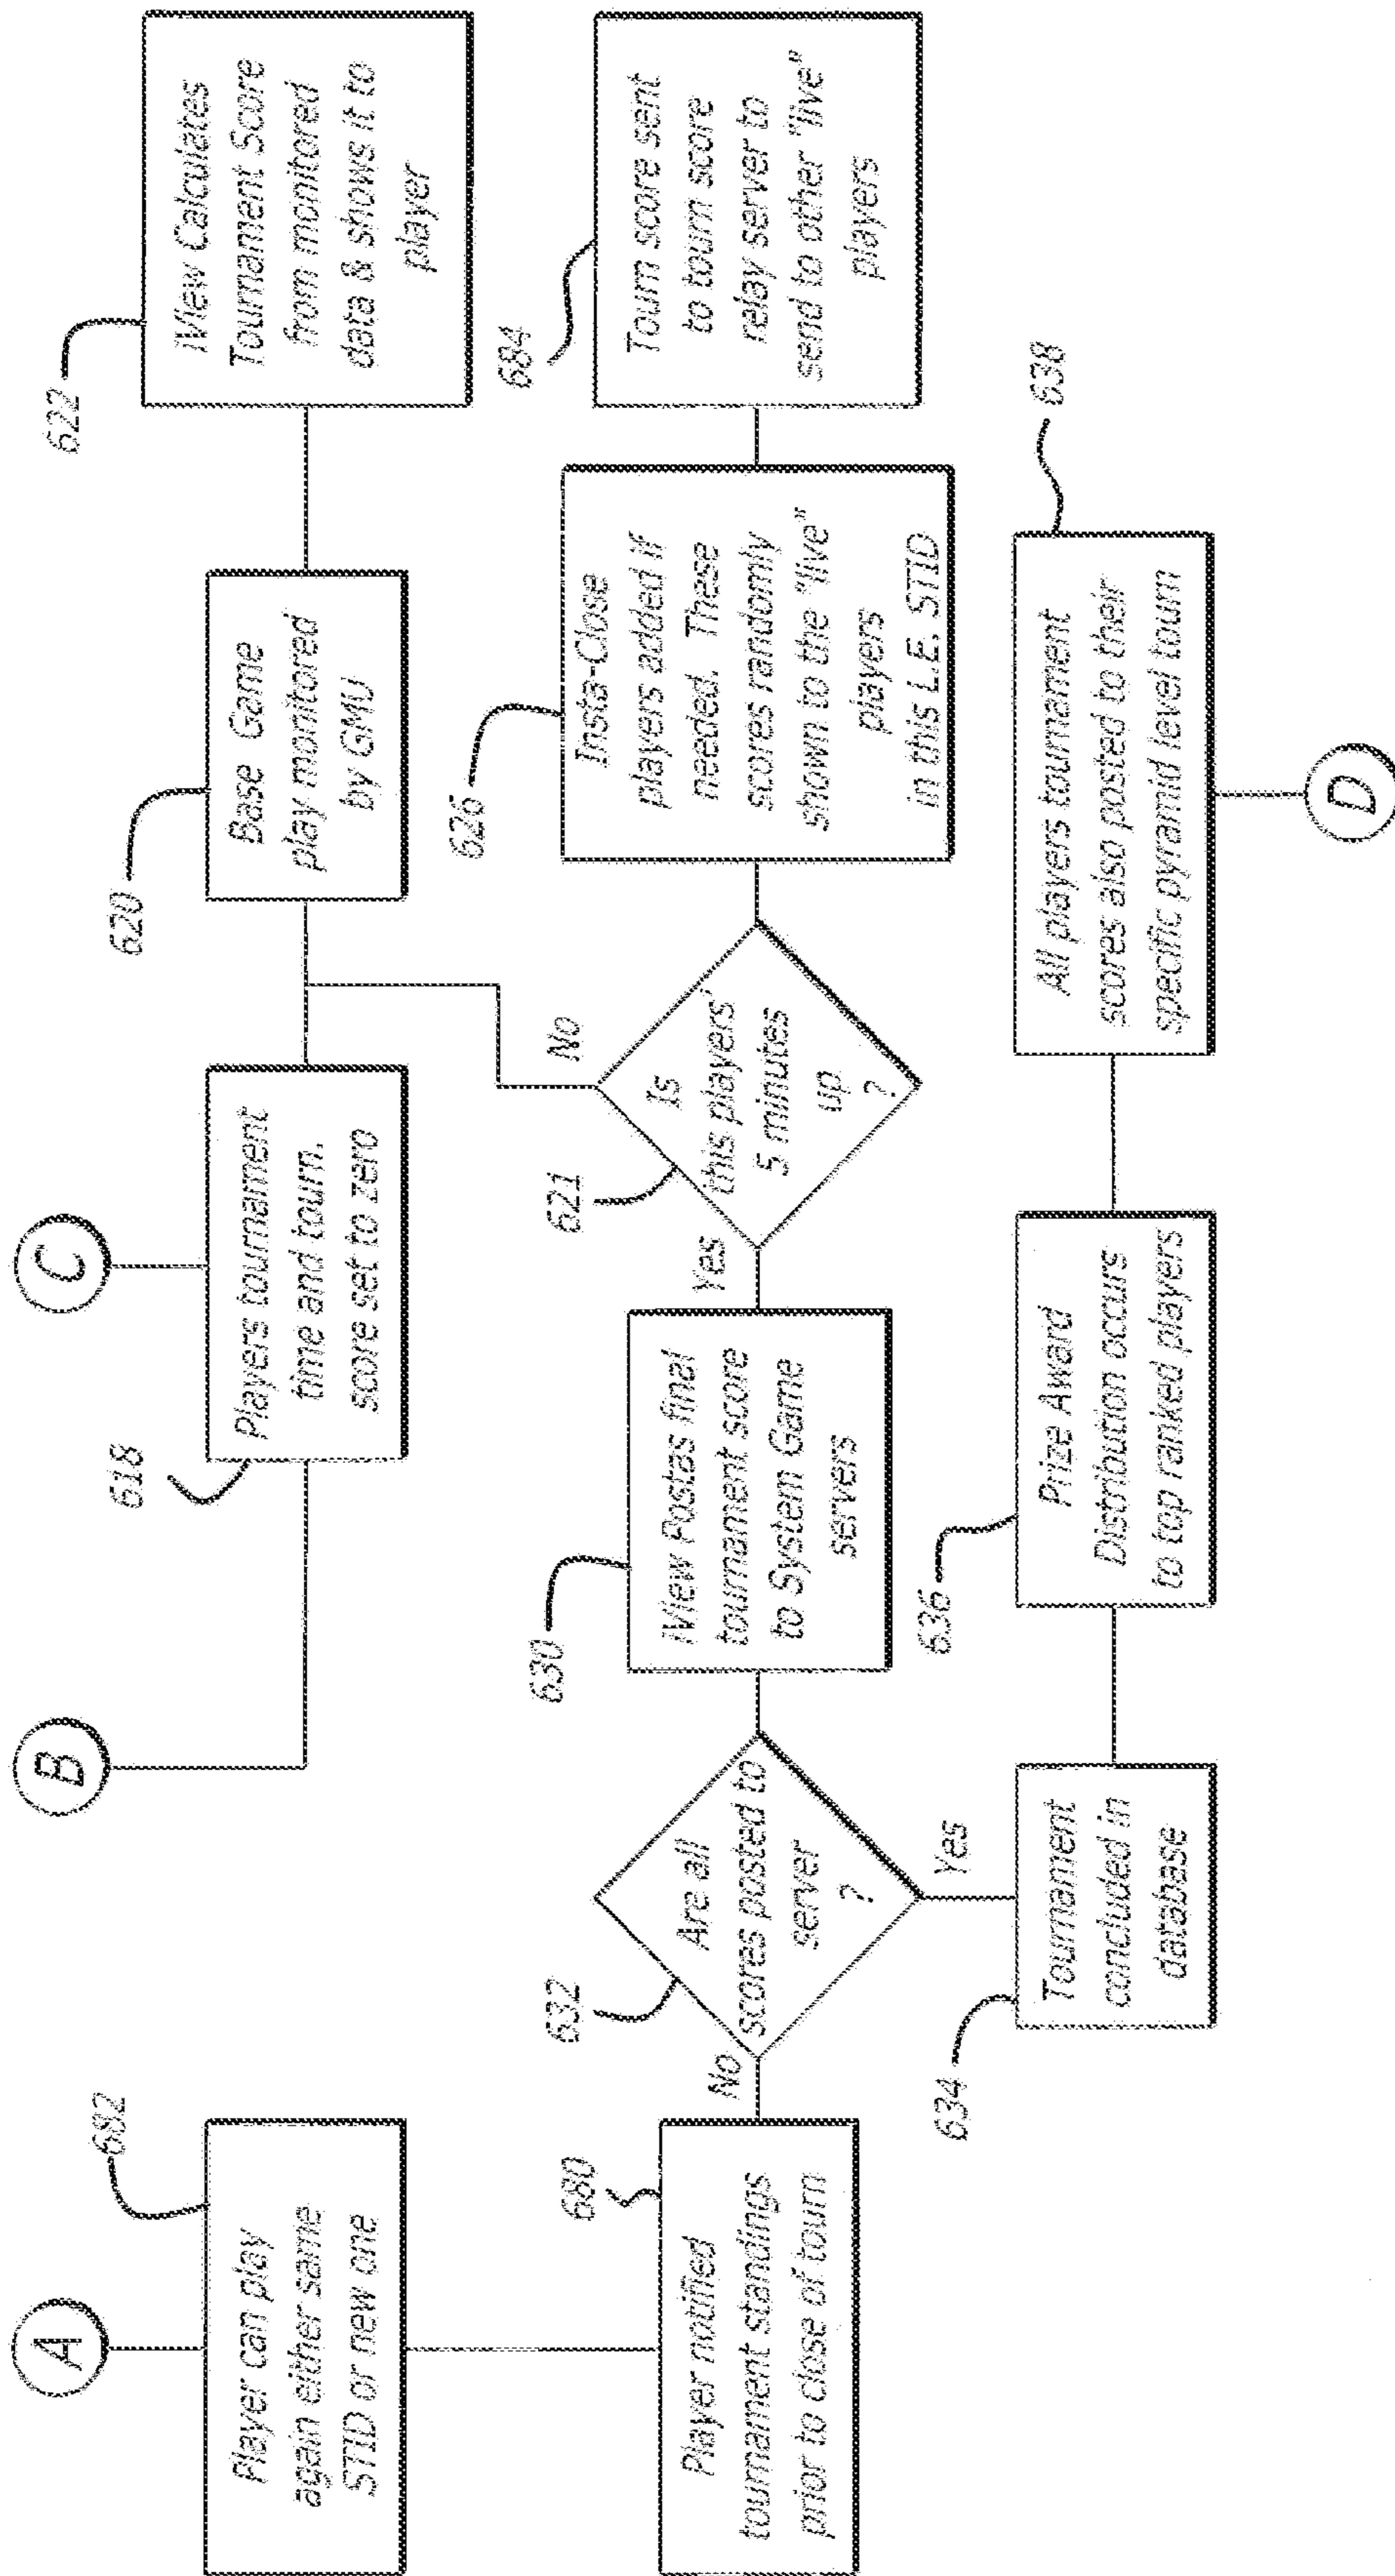 A
B
C
682
Player can play
again either same
STID or new one
618
Players tournament
time and tourn.
score set to zero
620
Base Game
play monitored
by GMU
622
iView Calculates
Tournament Score
from monitored
data & shows it to
player
680
Player notified
tournament standings
prior to close of tourn
No
632
Are all
scores posted to
server
?
Yes
630
iView Postas final
tournament score
to System Game
servers
Yes
621
Is
this players'
5 minutes
up
?
No
626
Insta-Close
players added if
needed. These
scores randomly
shown to the "live"
players
in this I.E. STID
684
Tourn score sent
to tourn score
relay server to
send to other "live"
players
634
Tournament
concluded in
database
636
Prize Award
Distribution occurs
to top ranked players
638
All players tournament
scores also posted to their
specific pyramid level tourn
D